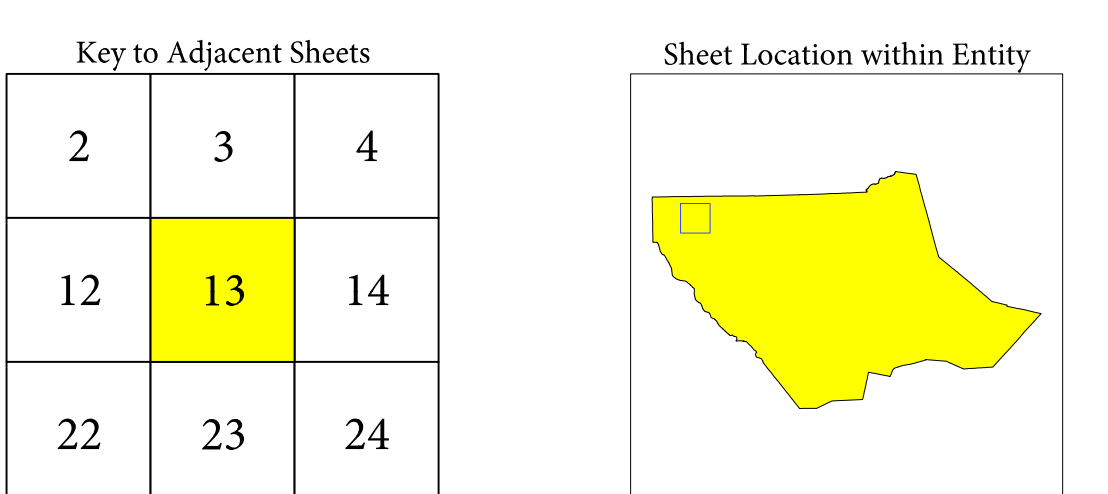 Key to Adjacent Sheets
Sheet Location within Entity
2 3 4
12 13 14
22 23 24